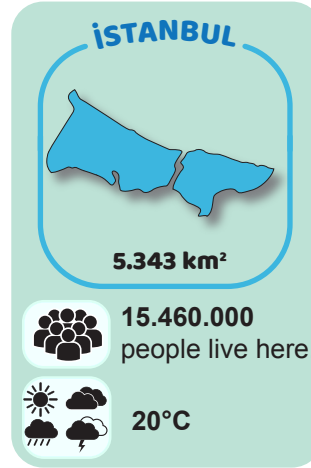 İSTANBUL
5.343 km²
15.460.000
people live here
20°C